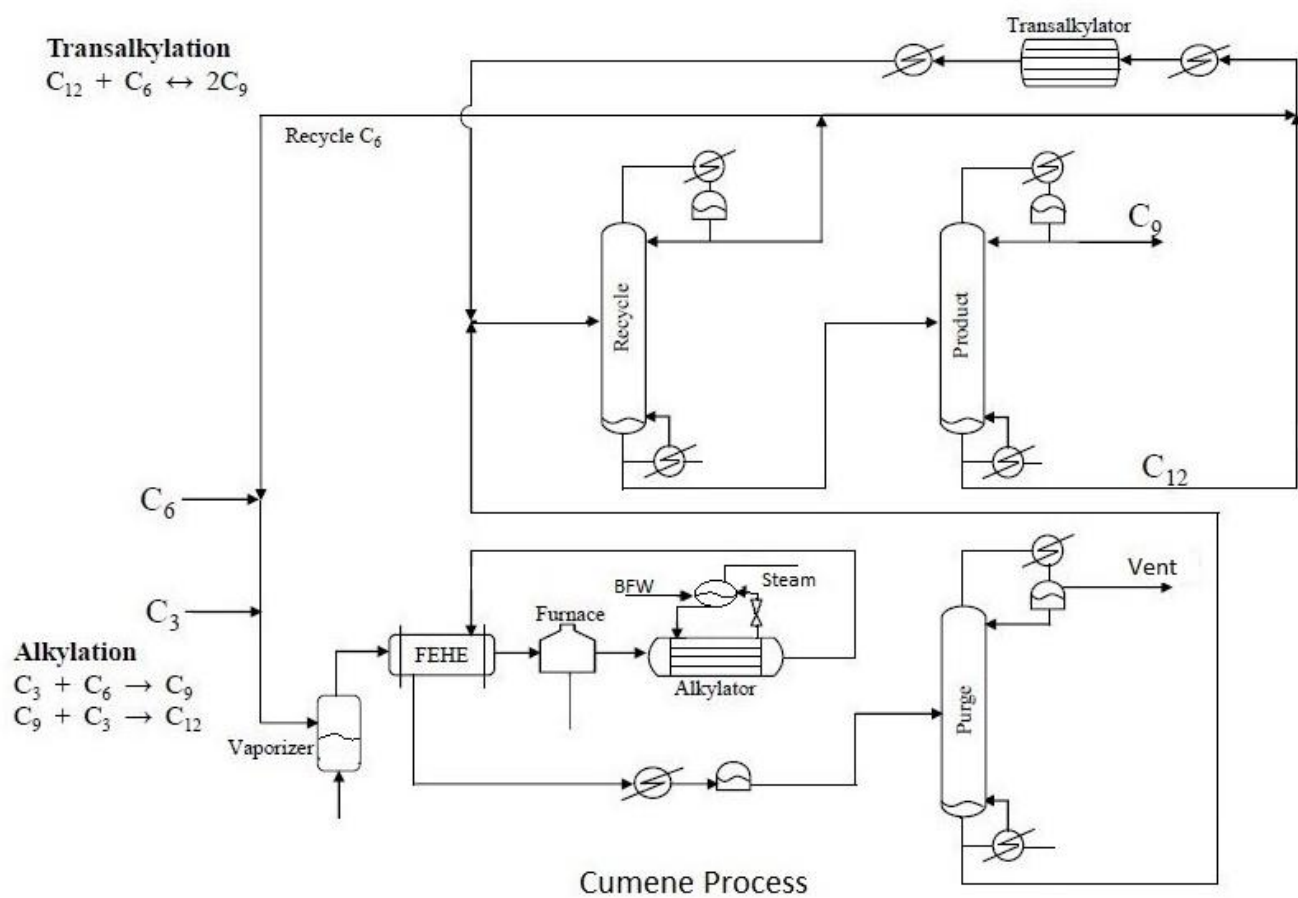 Transalkylation
C₁₂ + C₆ ↔ 2C₉
Transalkylator
Recycle C₆
Recycle
Product
C₉
C₁₂
C₆
C₃
Alkylation
C₃ + C₆ → C₉
C₉ + C₃ → C₁₂
Vaporizer
FEHE
Furnace
BFW
Steam
Alkylator
Purge
Vent
Cumene Process